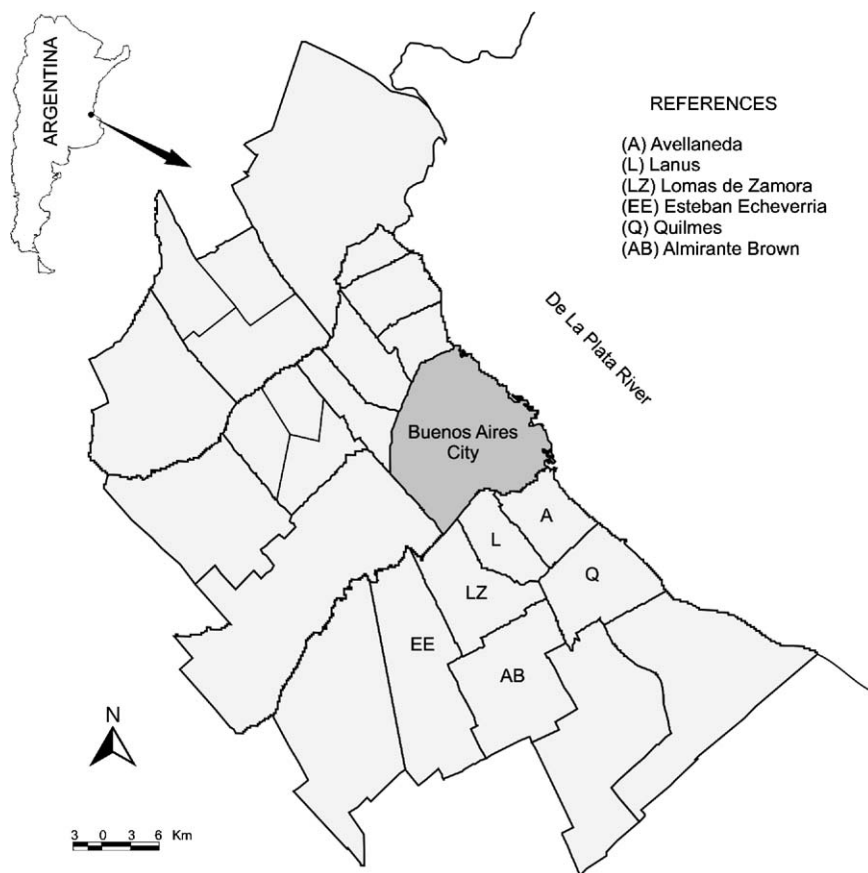 ARGENTINA
REFERENCES
(A) Avellaneda
(L) Lanus
(LZ) Lomas de Zamora
(EE) Esteban Echeverria
(Q) Quilmes
(AB) Almirante Brown
De La Plata River
Buenos Aires
City
A
L
Q
LZ
EE
AB
N
3 0 3 6 Km